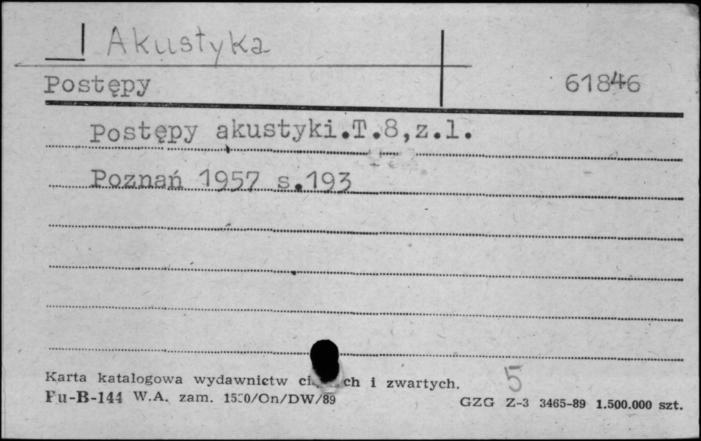 Akustyka
Postępy 61846
Postępy akustyki.T.8,z.1.
Poznań 1957 s.193
Karta katalogowa wydawnictw ch i zwartych.
5
Fu-B-144 W.A. zam. /On/DW/89 GZG Z-3 3465-89 1.500.000 szt.